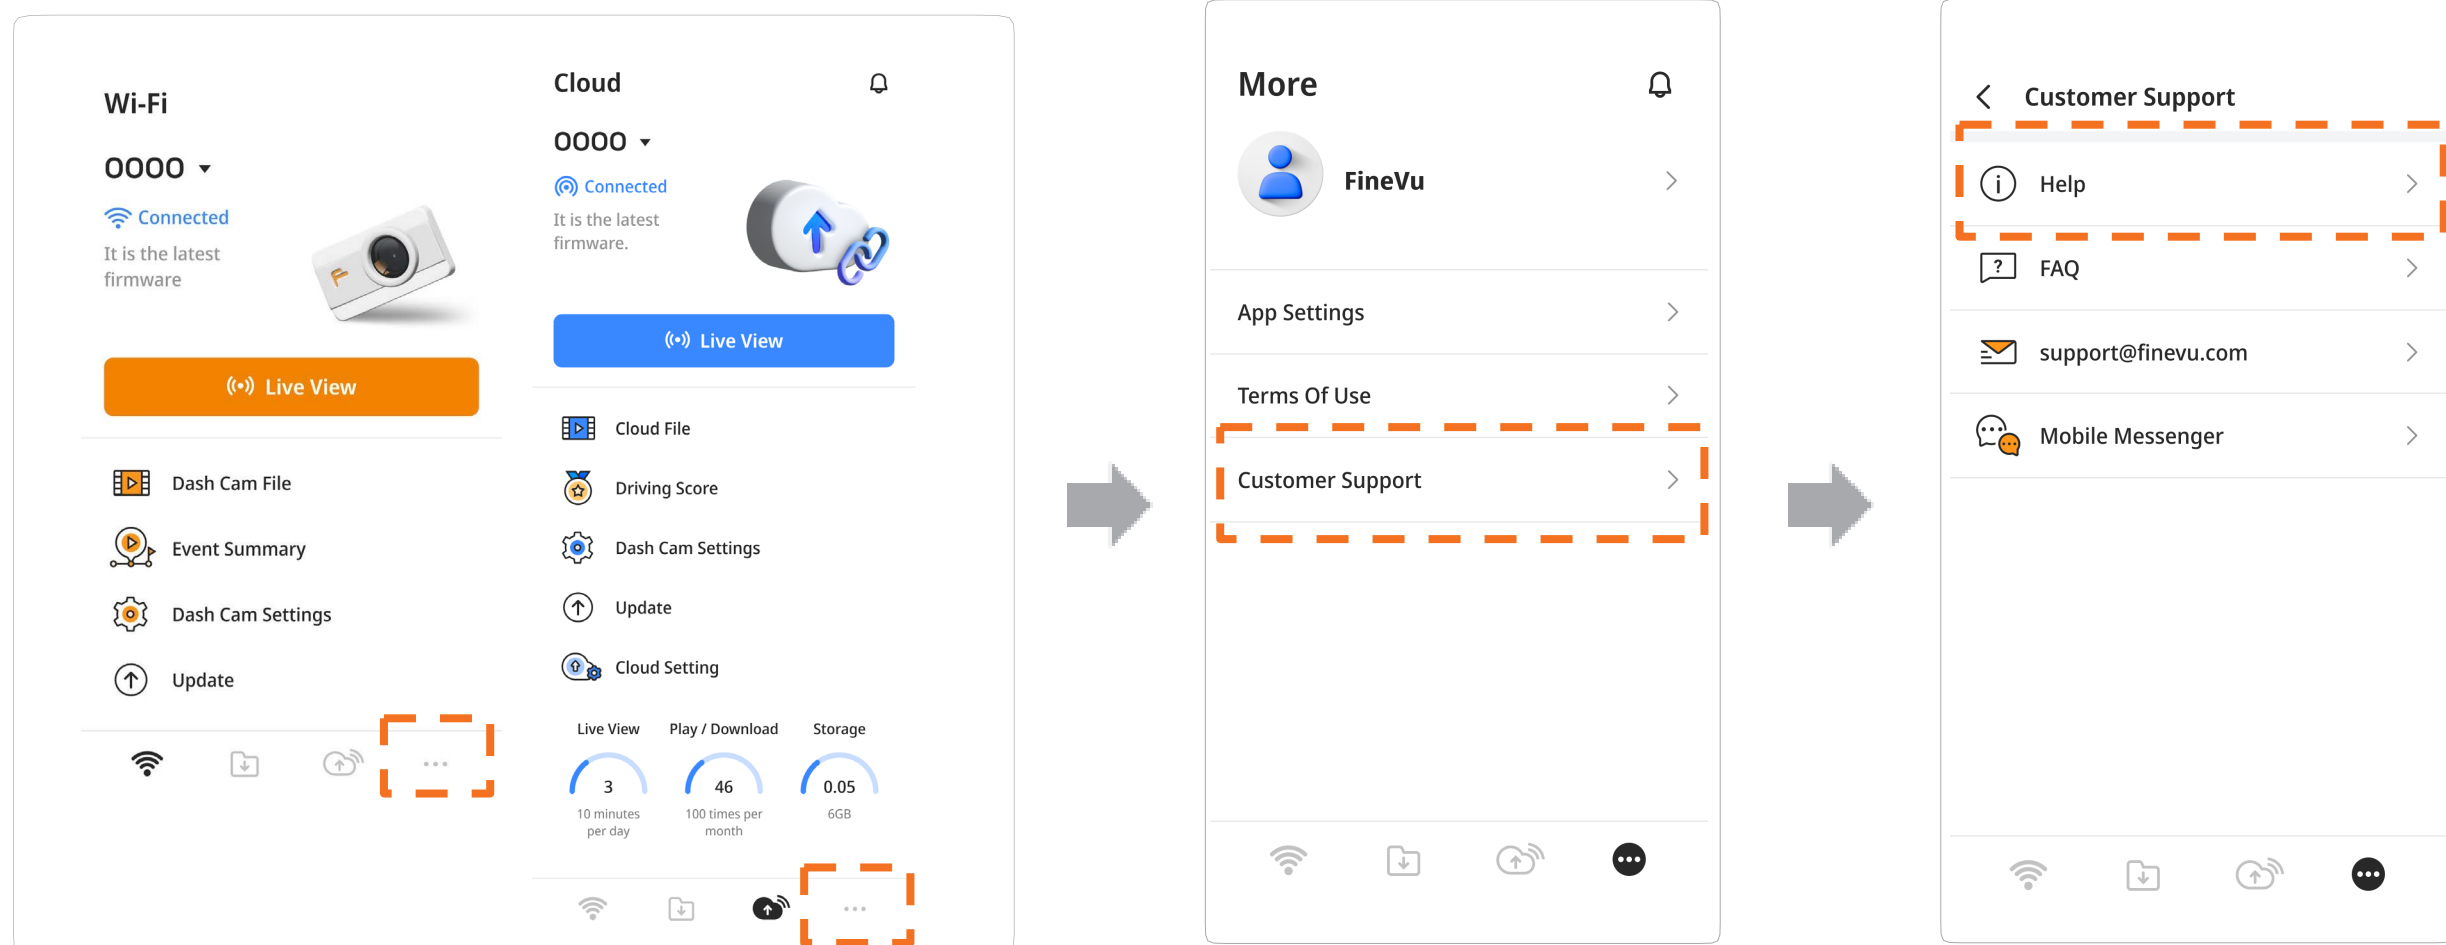 Wi-Fi
OOOO
Connected
It is the latest
firmware
Live View
Dash Cam File
Event Summary
Dash Cam Settings
Update
Cloud
OOOO
Connected
It is the latest
firmware.
Live View
Cloud File
Driving Score
Dash Cam Settings
Update
Cloud Setting
Live View
Play / Download
Storage
3
46
0.05
10 minutes
per day
100 times per
month
6GB
More
FineVu
App Settings
Terms Of Use
Customer Support
Customer Support
Help
FAQ
support@finevu.com
Mobile Messenger